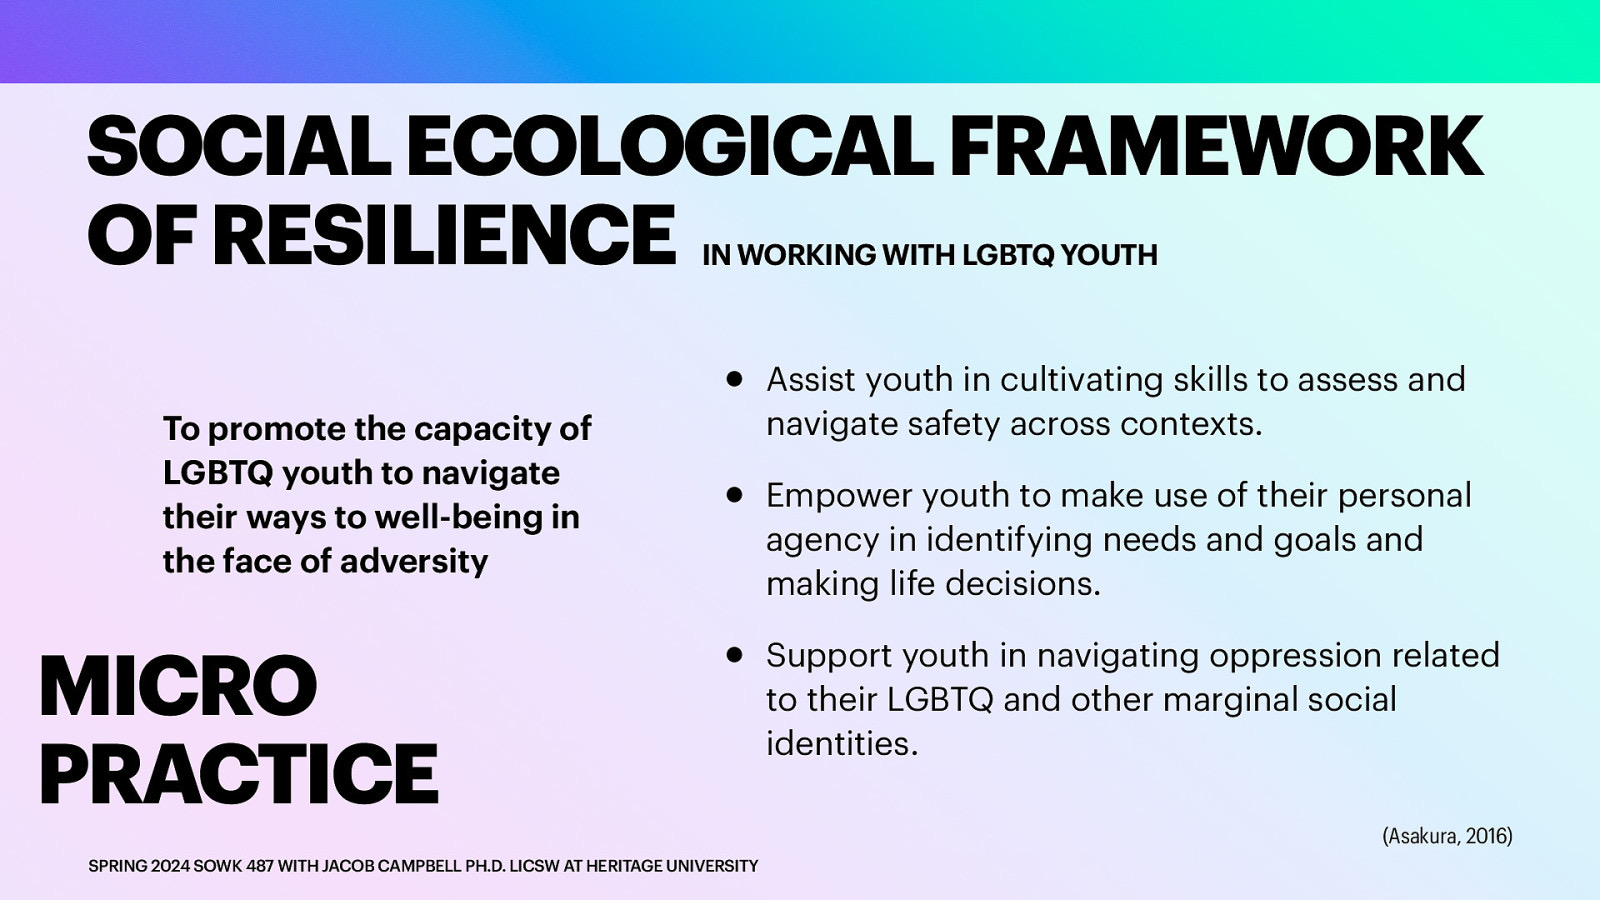 SOCIAL ECOLOGICAL FRAMEWORK
OF RESILIENCE IN WORKING WITH LGBTQ YOUTH
To promote the capacity of
LGBTQ youth to navigate
their ways to well-being in
the face of adversity
MICRO
PRACTICE
● Assist youth in cultivating skills to assess and
navigate safety across contexts.
● Empower youth to make use of their personal
agency in identifying needs and goals and
making life decisions.
● Support youth in navigating oppression related
to their LGBTQ and other marginal social
identities.
(Asakura, 2016)
SPRING 2024 SOWK 487 WITH JACOB CAMPBELL PH.D. LICSW AT HERITAGE UNIVERSITY